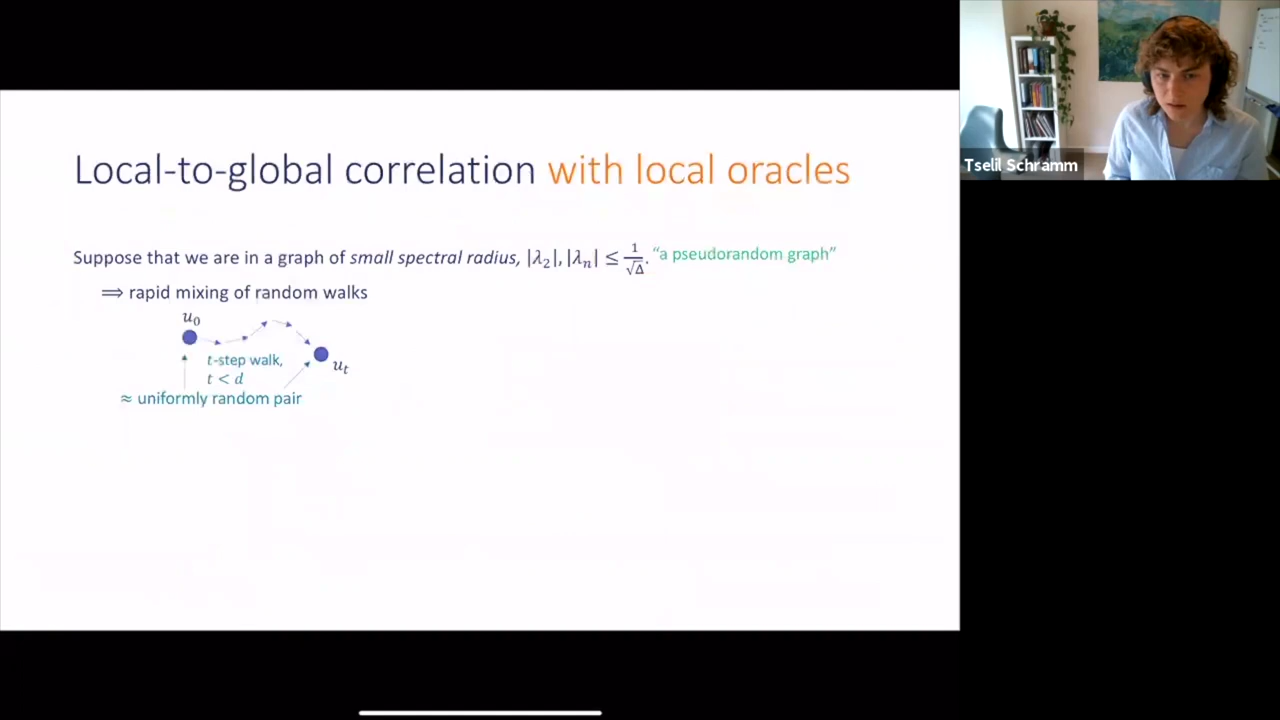 Local-to-global correlation with local oracles
Suppose that we are in a graph of small spectral radius, |λ₂|, |λₙ| ≤ 1/√Δ. “a pseudorandom graph”
⟹ rapid mixing of random walks
u₀
t-step walk,
t < d
uₜ
≈ uniformly random pair
Tselil Schramm